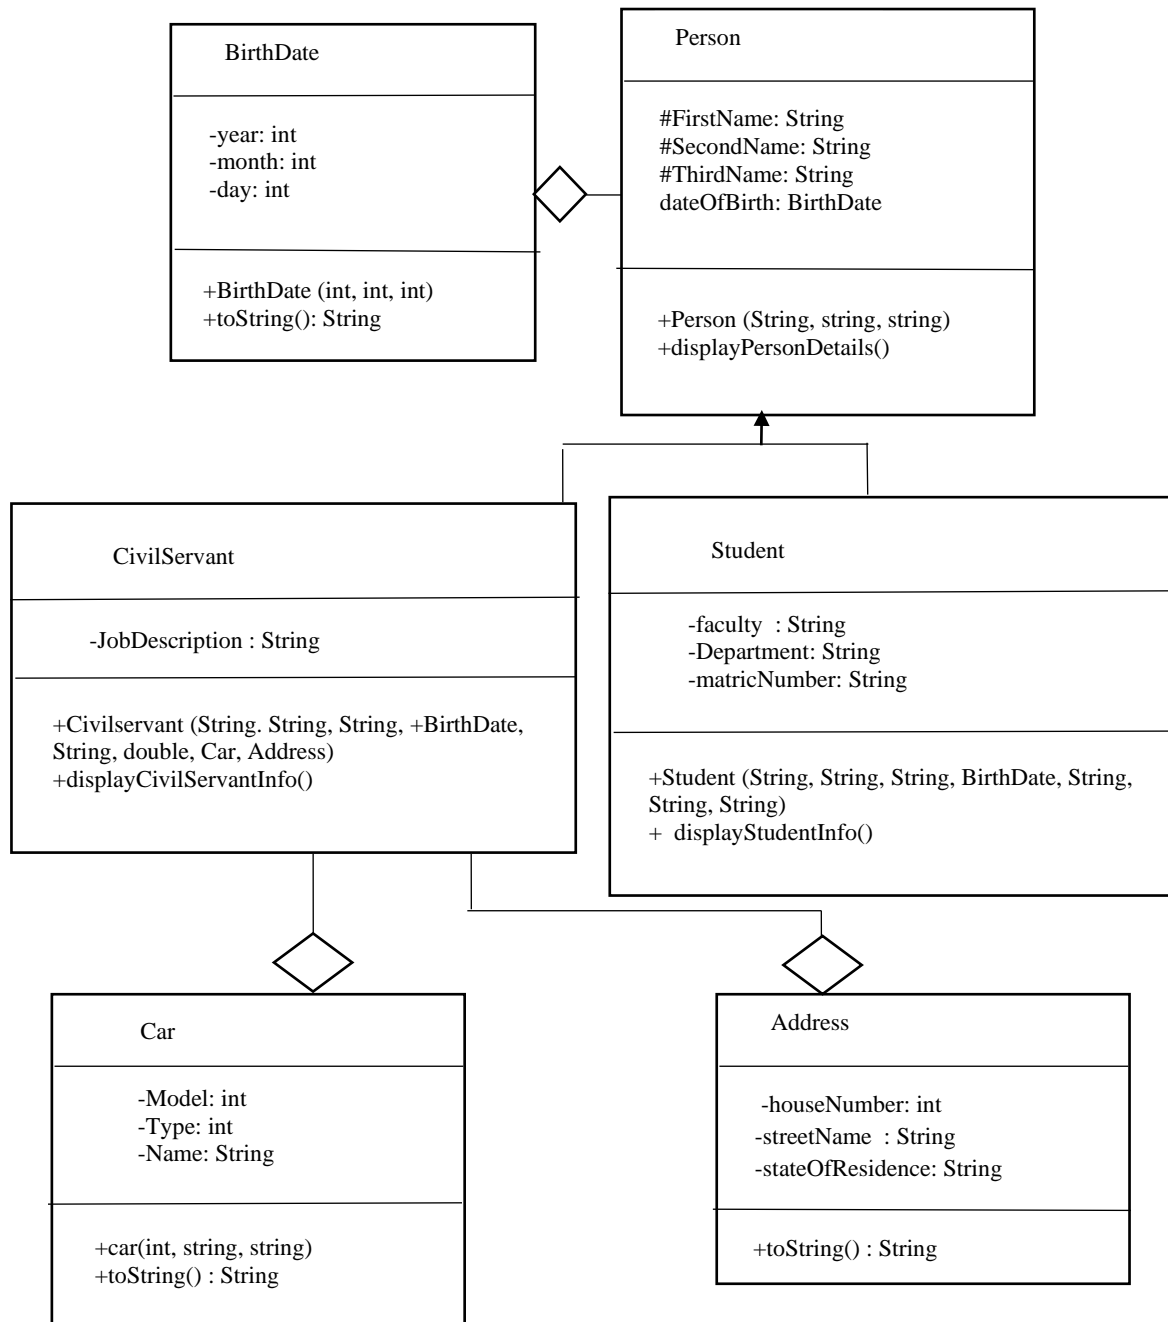 BirthDate
-year: int
-month: int
-day: int
+BirthDate (int, int, int)
+toString(): String
Person
#FirstName: String
#SecondName: String
#ThirdName: String
dateOfBirth: BirthDate
+Person (String, string, string)
+displayPersonDetails()
CivilServant
-JobDescription : String
+Civilservant (String. String, String, +BirthDate,
String, double, Car, Address)
+displayCivilServantInfo()
Student
-faculty : String
-Department: String
-matricNumber: String
+Student (String, String, String, BirthDate, String,
String, String)
+ displayStudentInfo()
Car
-Model: int
-Type: int
-Name: String
+car(int, string, string)
+toString() : String
Address
-houseNumber: int
-streetName : String
-stateOfResidence: String
+toString() : String